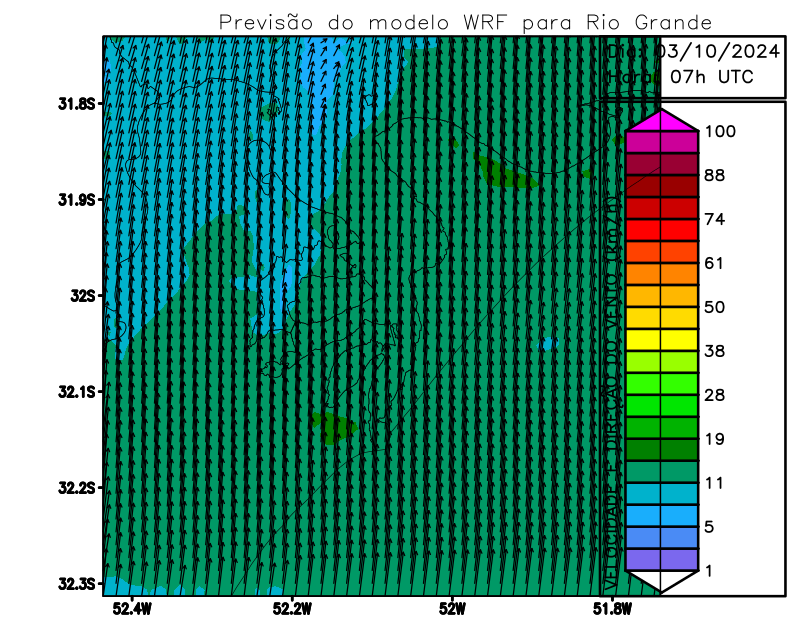 Previsão do modelo WRF para Rio Grande
Dia: 03/10/2024
Hora: 07h UTC
31.8S
31.9S
32S
32.1S
32.2S
32.3S
52.4W
52.2W
52W
51.8W
VELOCIDADE E DIREÇÃO DO VENTO (km/h)
100
88
74
61
50
38
28
19
11
5
1